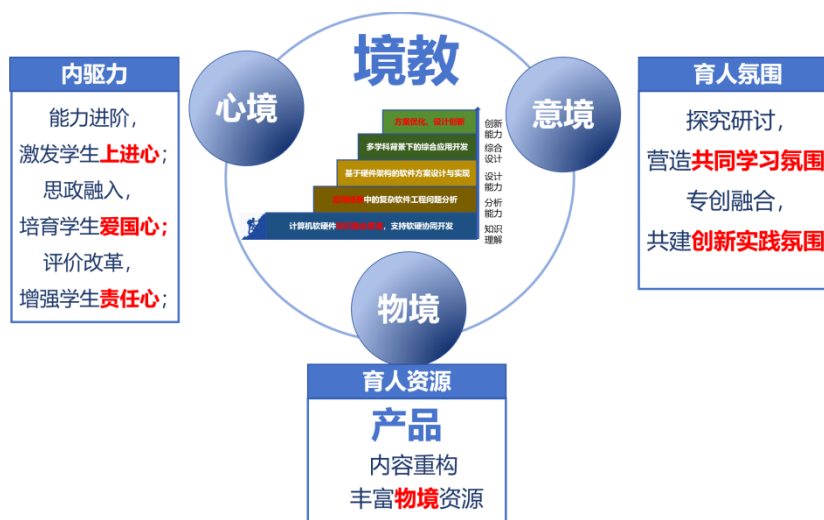 境教
心境
意境
物境
内驱力
能力进阶，
激发学生上进心；
思政融入，
培育学生爱国心；
评价改革，
增强学生责任心；
方案优化、设计创新
多学科背景下的综合应用开发
基于硬件架构的软件方案设计与实现
中的复杂软件工程问题分析
计算机软硬件
，支持软硬协同开发
创新
能力
综合
设计
设计
能力
分析
能力
知识
理解
育人氛围
探究研讨，
营造共同学习氛围
专创融合，
共建创新实践氛围
育人资源
产品
内容重构
丰富物境资源